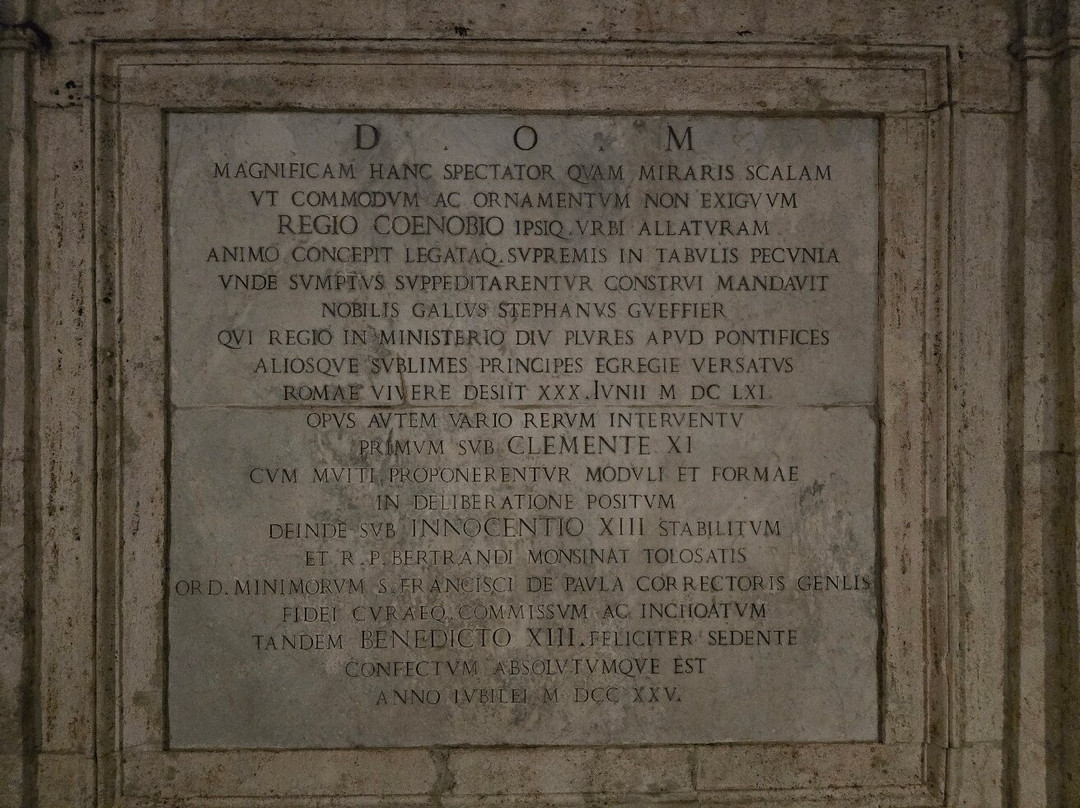 D O M
MAGNIFICAM HANC SPECTATOR QVAM MIRARIS SCALAM
VT COMMODVM AC ORNAMENTVM NON EXIGVVM
REGIO COENOBIO IPSIQ.VRBI ALLATVRAM
ANIMO CONCEPIT LEGATAQ.SVPREMIS IN TABVLIS PECVNIA
VNDE SVMPTVS SVPPEDITARENTVR CONSTRVI MANDAVIT
NOBILIS GALLVS STEPHANVS GVEFFIER
QVI REGIO IN MINISTERIO DIV PLVRES APVD PONTIFICES
ALIOSQVE SVBLIMES PRINCIPES EGREGIE VERSATVS
ROMAE VIVERE DESIIT XXX.IVNII M DC LXI
OPVS AVTEM VARIO RERVM INTERVENTV
PRIMVM SVB CLEMENTE XI
CVM MVITI PROPONERENTVR MODVLI ET FORMAE
IN DELIBERATIONE POSITVM
DEINDE SVB INNOCENTIO XIII STABILITVM
ET R.P.BERTRANDI MONSINAT TOLOSATIS
ORD.MINIMORVM S.FRANCISCI DE PAVLA CORRECTORIS GENLIS
FIDEI CVRAEQ.COMMISSVM AC INCHOATVM
TANDEM BENEDICTO XIII.FELICITER SEDENTE
CONFECTVM ABSOLVTVMQVE EST
ANNO IVBILEI M DCC XXV.